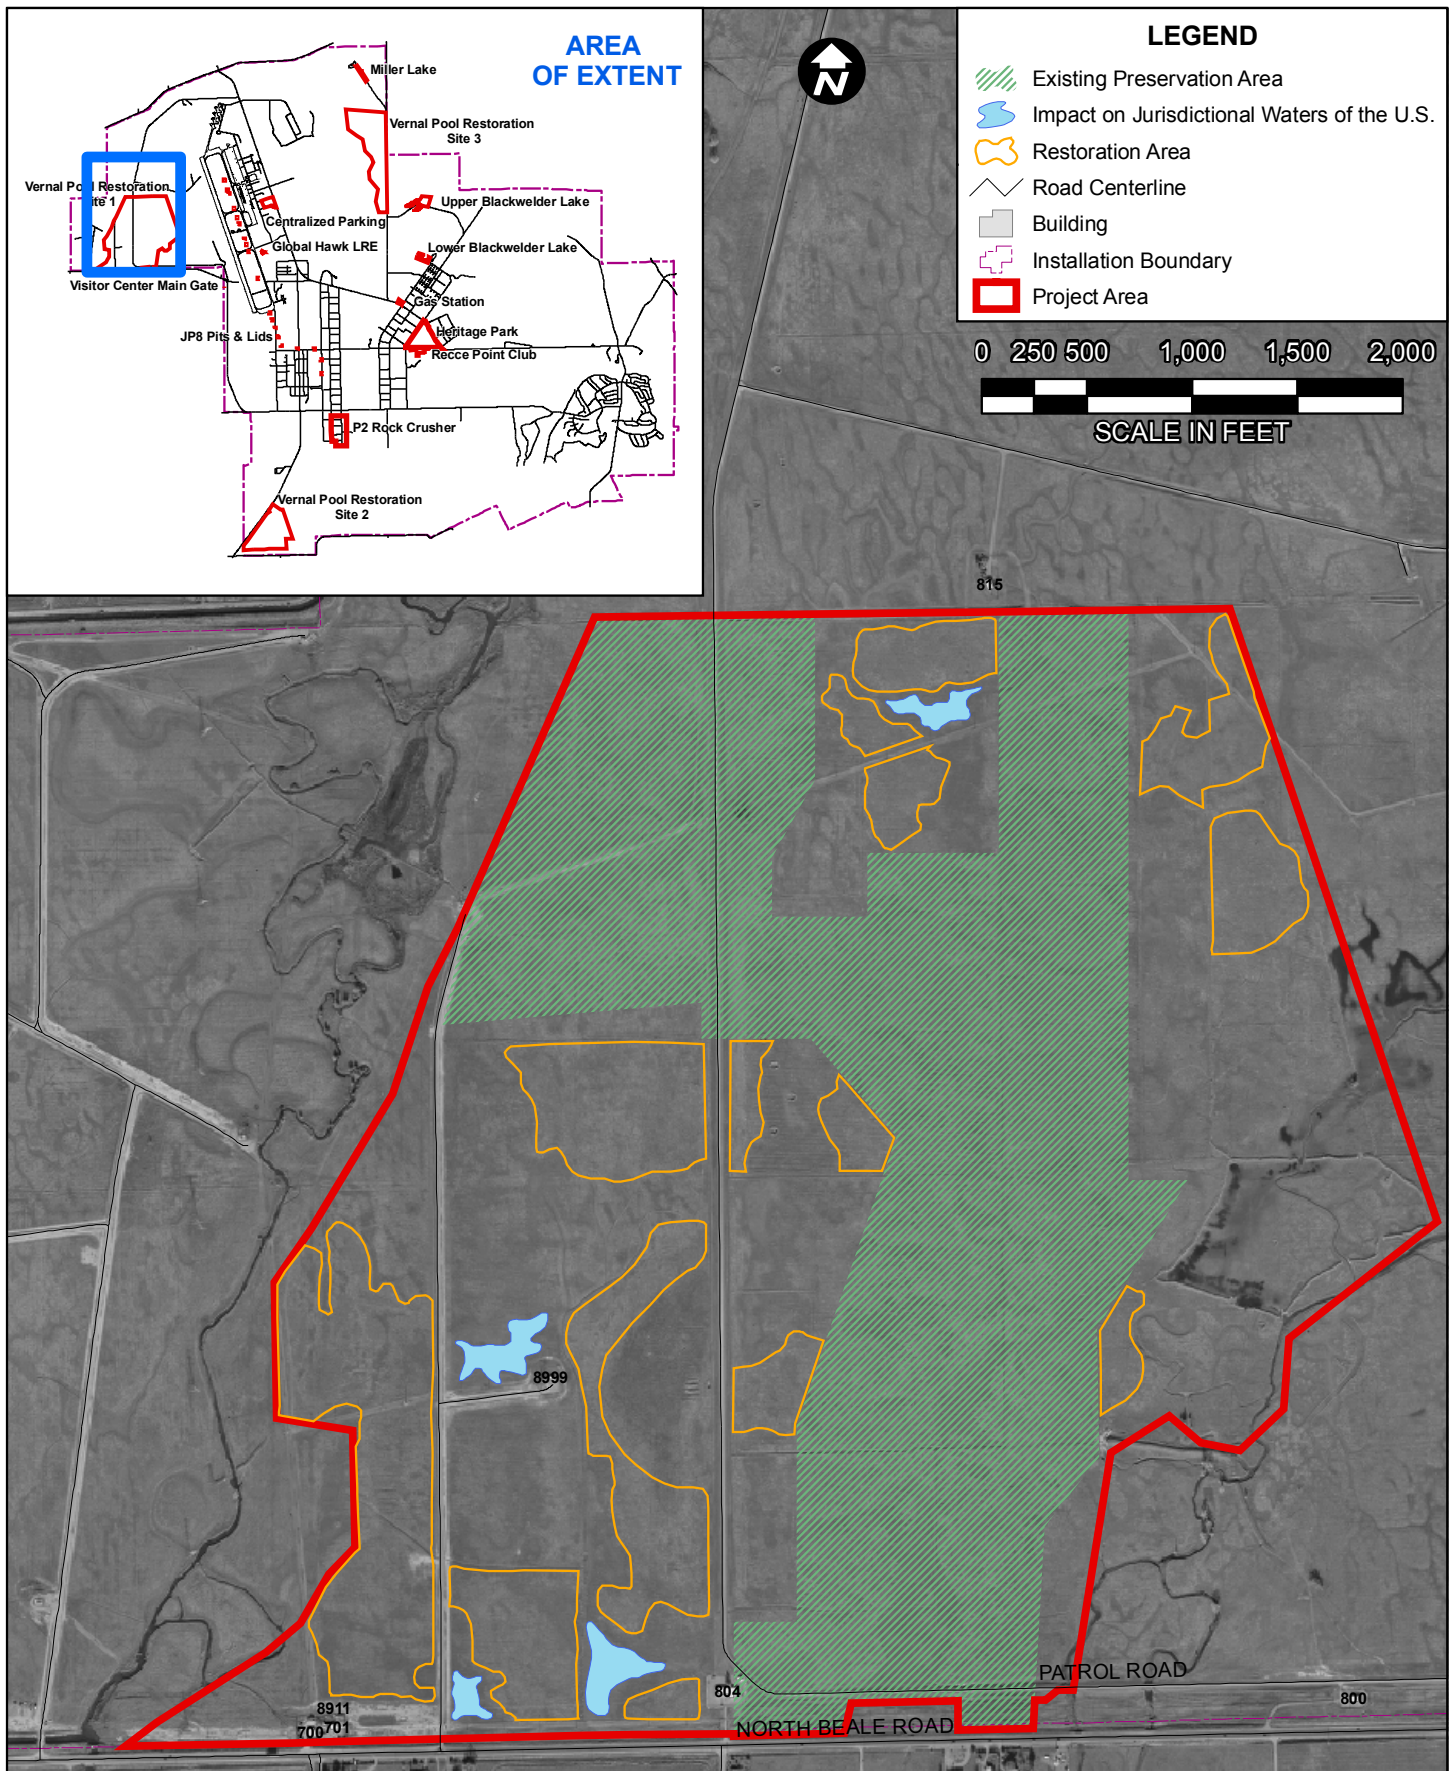 AREA
OF EXTENT
Miller Lake
Vernal Pool Restoration
Site 3
Vernal Pool Restoration
Site 1
Upper Blackwelder Lake
Centralized Parking
Global Hawk LRE
Lower Blackwelder Lake
Visitor Center Main Gate
Gas Station
JP8 Pits & Lids
Heritage Park
Recce Point Club
P2 Rock Crusher
Vernal Pool Restoration
Site 2
N
LEGEND
Existing Preservation Area
Impact on Jurisdictional Waters of the U.S.
Restoration Area
Road Centerline
Building
Installation Boundary
Project Area
0 250 500 1,000 1,500 2,000
SCALE IN FEET
815
8999
PATROL ROAD
804
800
8911
700 701
NORTH BEALE ROAD